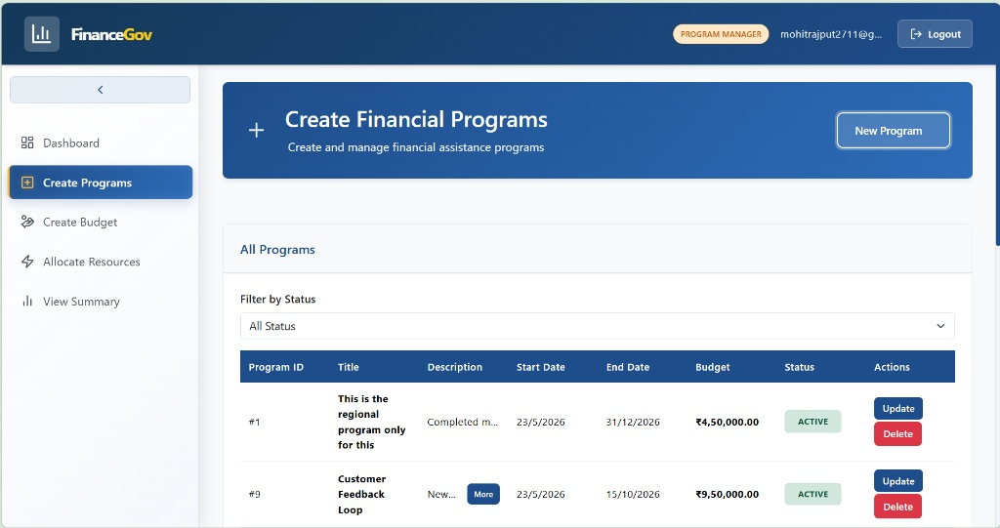 FinanceGov
PROGRAM MANAGER
mohitrajput2711@g...
Logout
Dashboard
Create Programs
Create Budget
Allocate Resources
View Summary
Create Financial Programs
Create and manage financial assistance programs
New Program
All Programs
Filter by Status
All Status
Program ID Title Description Start Date End Date Budget Status Actions
#1 This is the regional program only for this Completed m... 23/5/2026 31/12/2026 ₹4,50,000.00 ACTIVE Update Delete
#9 Customer Feedback Loop New... More 23/5/2026 15/10/2026 ₹9,50,000.00 ACTIVE Update Delete